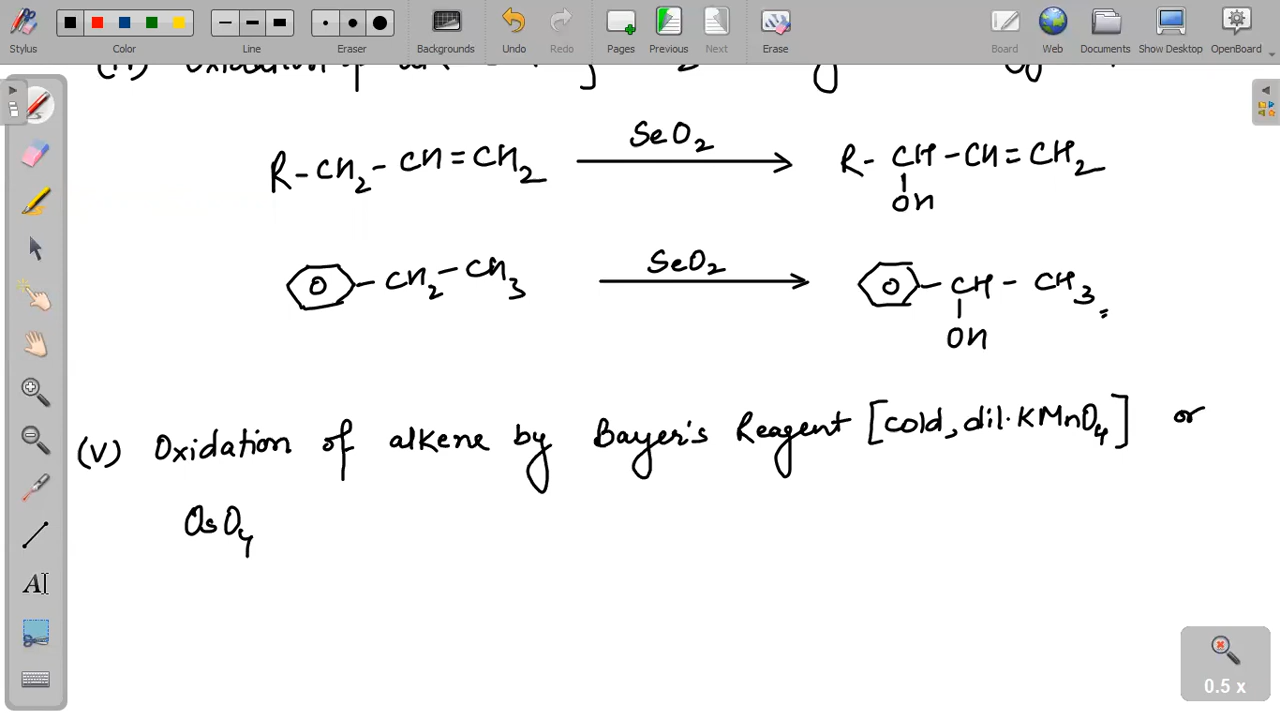 Stylus Color Line Eraser Backgrounds Undo Redo Pages Previous Next Erase Board Web Documents Show Desktop OpenBoard
SeO2
R-CH2-CH=CH2 → R-CH-CH=CH2
OH
SeO2
-CH2-CH3 → -CH-CH3
OH
(V) Oxidation of alkene by Bayer's Reagent [cold, dil. KMnO4] or
OsO4
AI
0.5 x